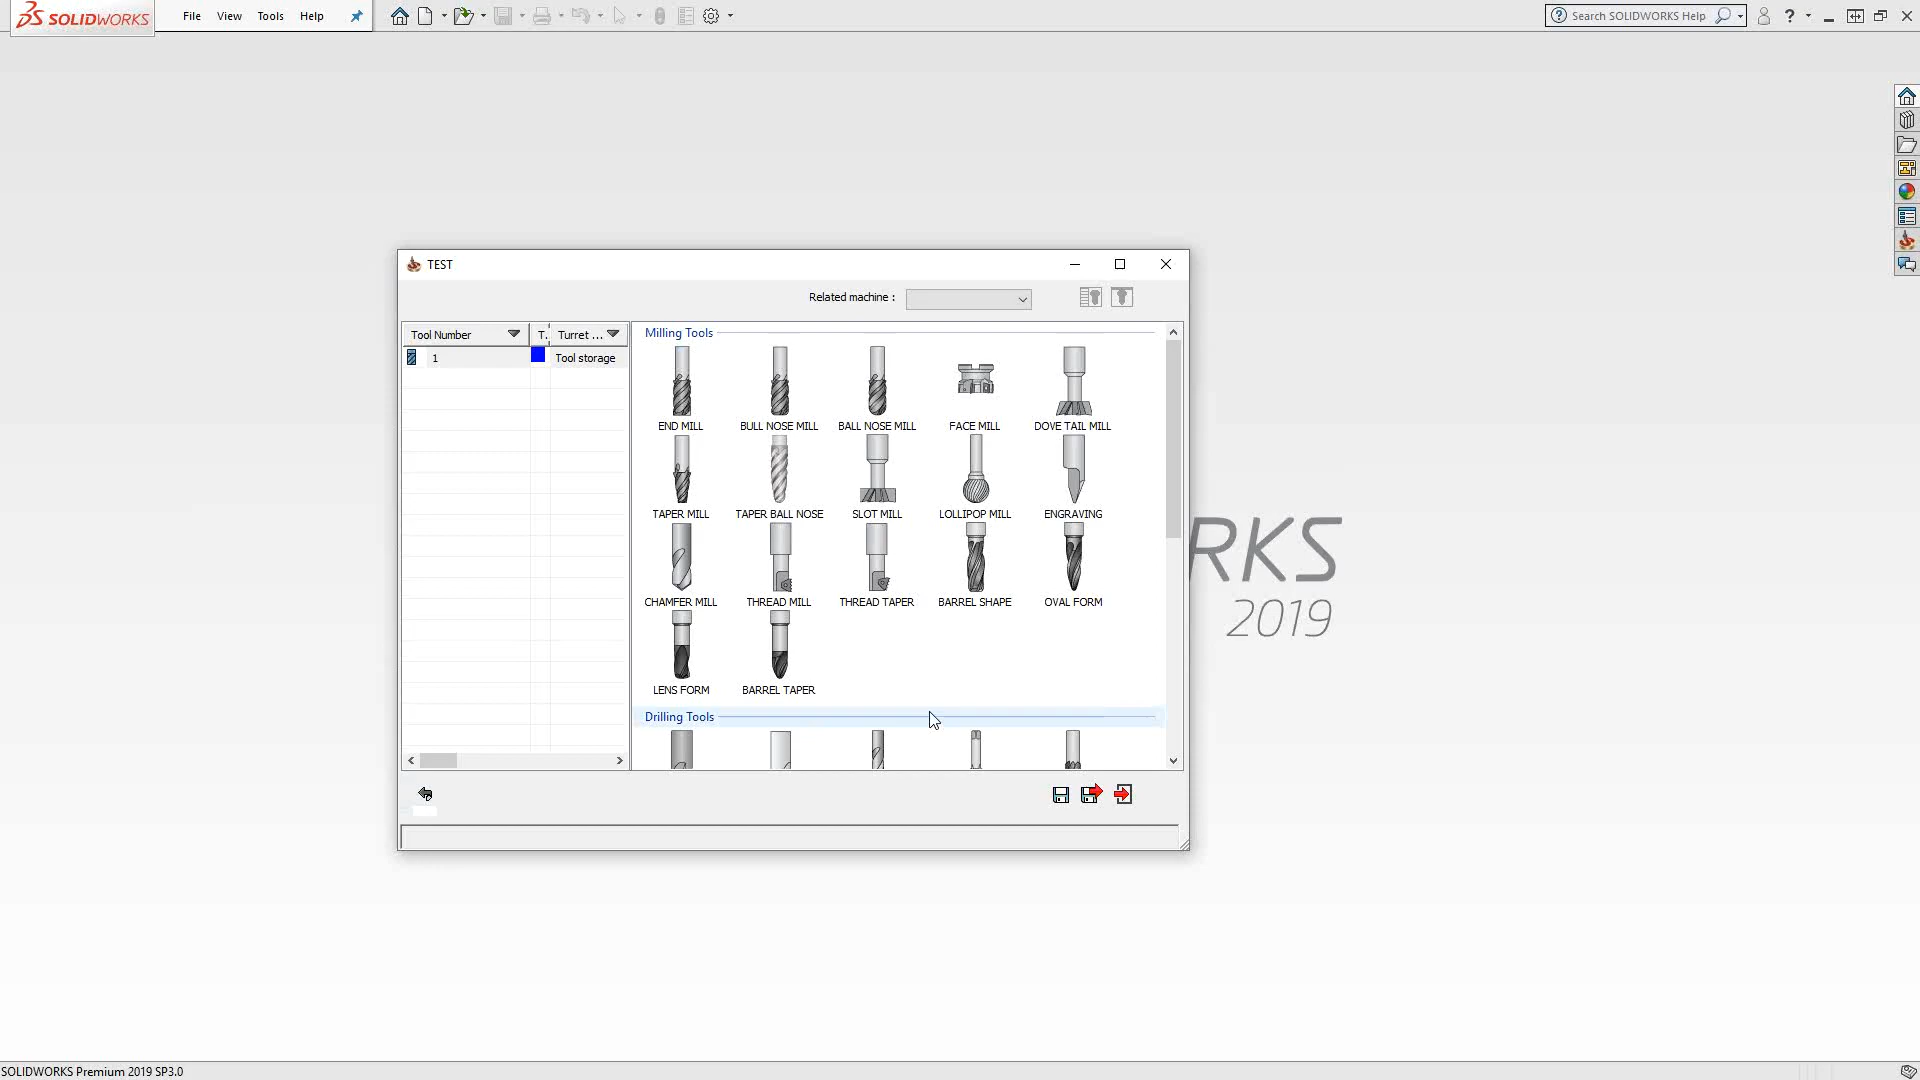 SOLIDWORKS File View Tools Help Search SOLIDWORKS Help ?
TEST
Related machine :
Tool Number T. Turret ... Milling Tools
1 Tool storage
END MILL BULL NOSE MILL BALL NOSE MILL FACE MILL DOVE TAIL MILL
TAPER MILL TAPER BALL NOSE SLOT MILL LOLLIPOP MILL ENGRAVING
RKS
CHAMFER MILL THREAD MILL THREAD TAPER BARREL SHAPE OVAL FORM
2019
LENS FORM BARREL TAPER
Drilling Tools
SOLIDWORKS Premium 2019 SP3.0